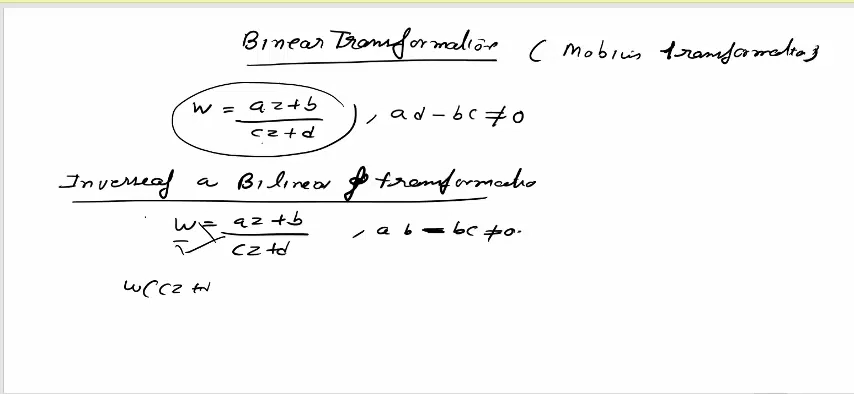 Binear Transformation ( Mobius transformation)
w = az+b / cz+d , ad-bc≠0
Inverse of a Bilinear transformation
w = az+b / cz+d , ab-bc≠0.
w(cz+d